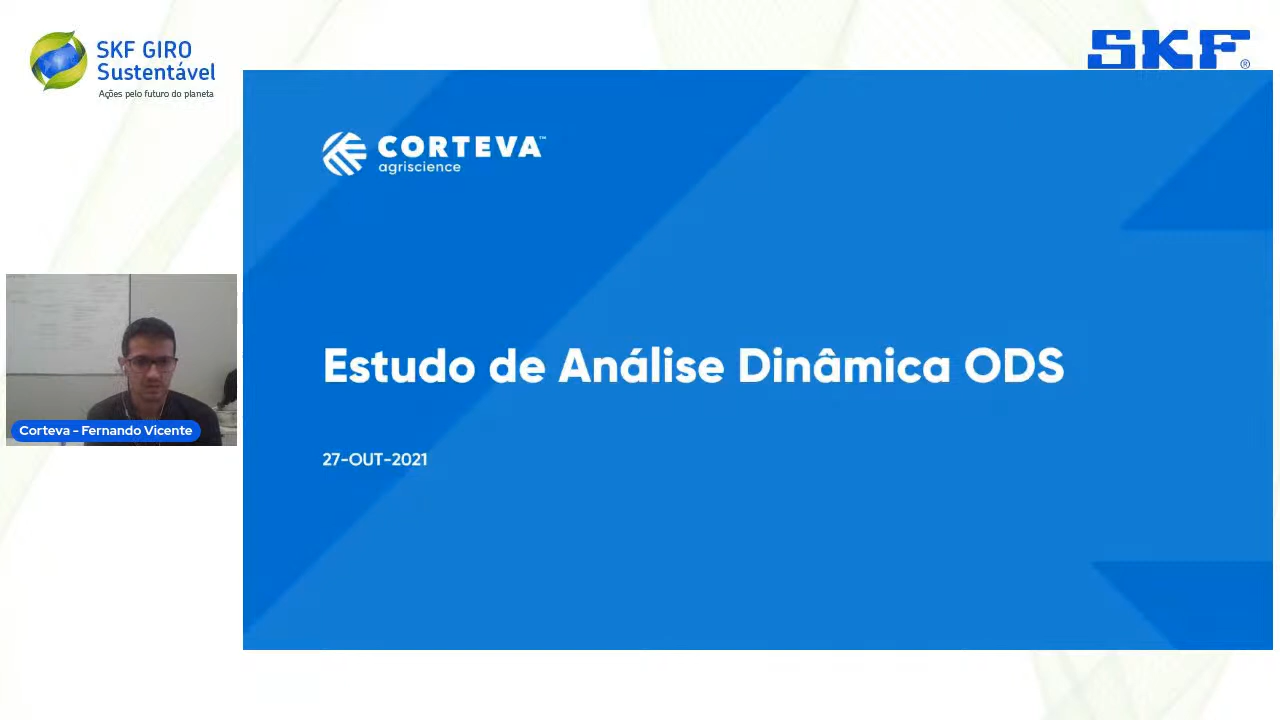 SKF GIRO
Sustentável
Ações pelo futuro do planeta
SKF®
CORTEVA™
agriscience
Estudo de Análise Dinâmica ODS
27-OUT-2021
Corteva - Fernando Vicente